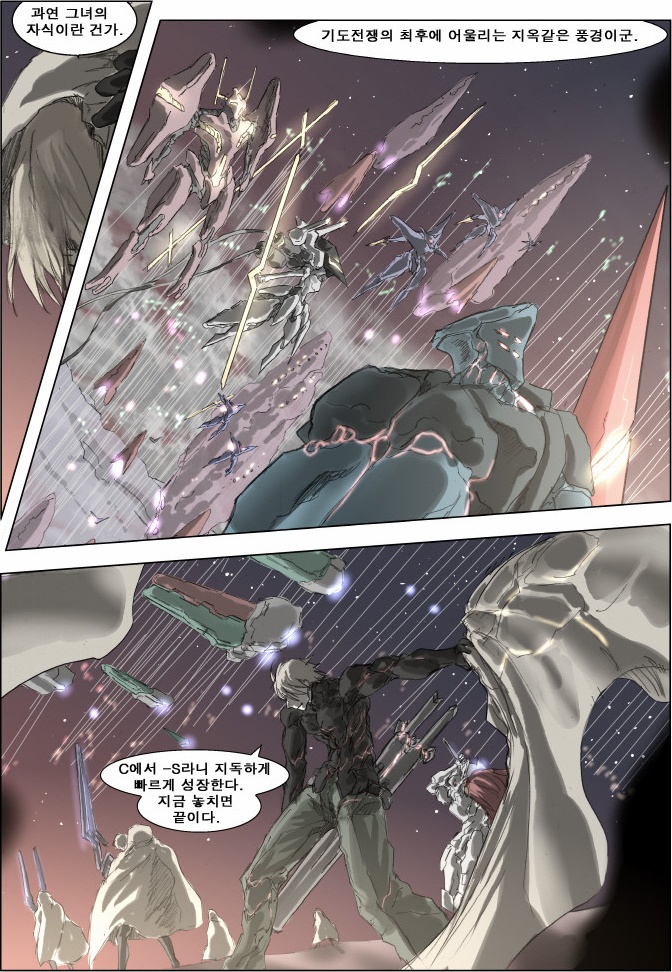 과연 그녀의
자식이란 건가.
기도전쟁의 최후에 어울리는 지옥같은 풍경이군.
C에서 -S라니 지독하게
빠르게 성장한다.
지금 놓치면
끝이다.